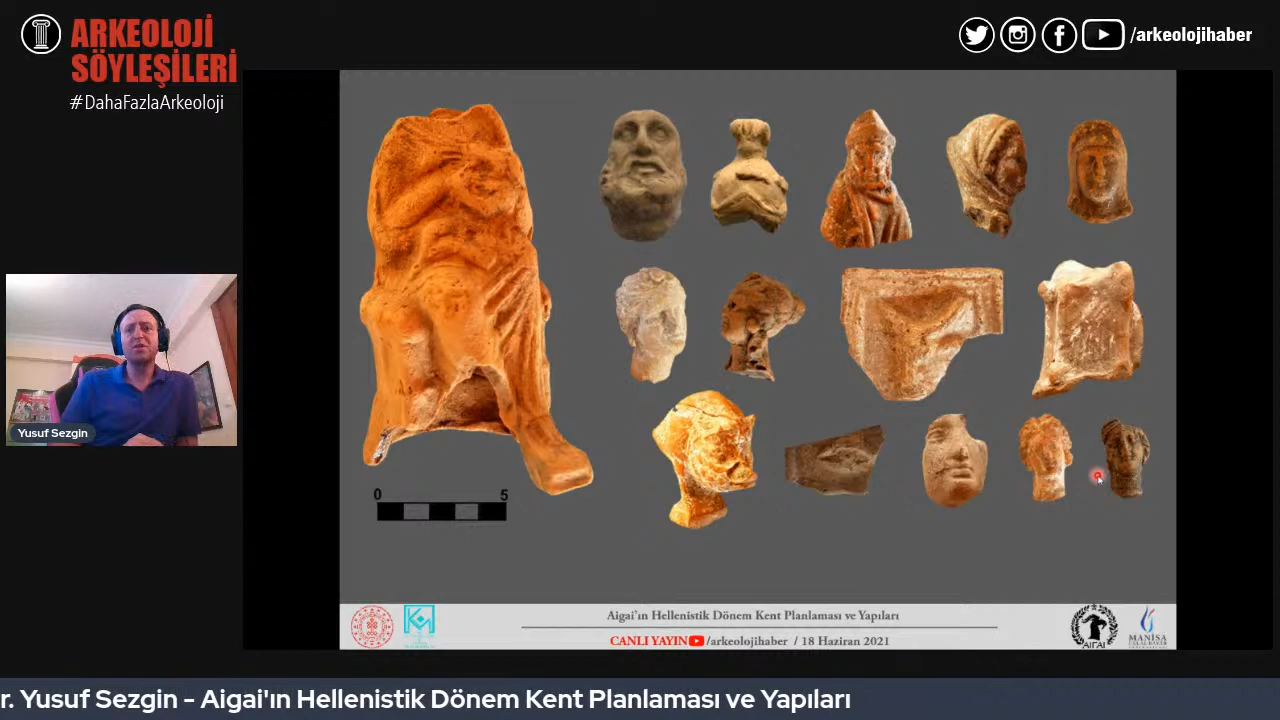 ARKEOLOJİ
SÖYLEŞİLERİ
#DahaFazlaArkeoloji
/arkeolojihaber
Yusuf Sezgin
0 5
Aigai'ın Hellenistik Dönem Kent Planlaması ve Yapıları
CANLI YAYIN /arkeolojihaber / 18 Haziran 2021
AIGAI
MANİSA
r. Yusuf Sezgin - Aigai'ın Hellenistik Dönem Kent Planlaması ve Yapıları